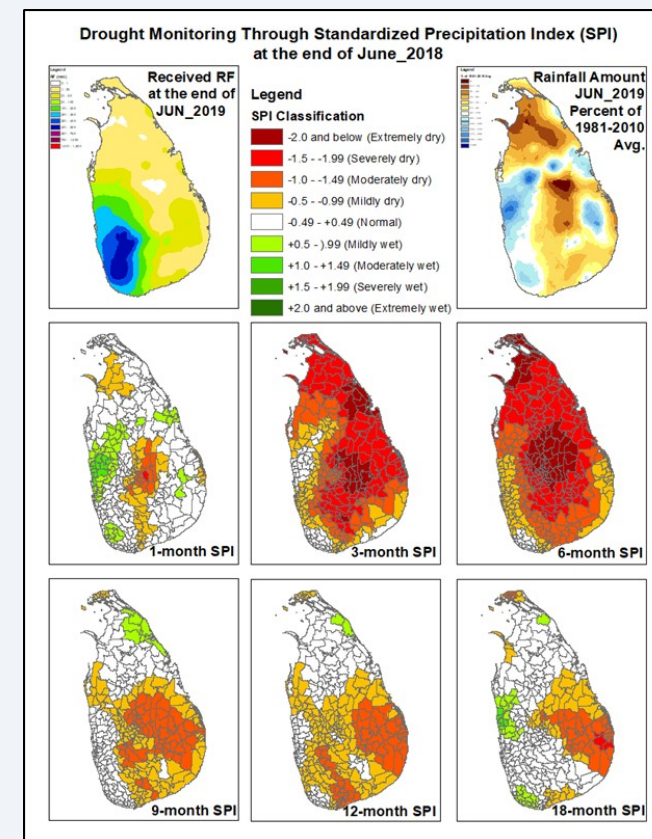 Drought Monitoring Through Standardized Precipitation Index (SPI)
at the end of June_2018
Received RF
at the end of
JUN_2019
Legend
SPI Classification
-2.0 and below (Extremely dry)
-1.5 - -1.99 (Severely dry)
-1.0 - -1.49 (Moderately dry)
-0.5 - -0.99 (Mildly dry)
-0.49 - +0.49 (Normal)
+0.5 - ).99 (Mildly wet)
+1.0 - +1.49 (Moderately wet)
+1.5 - +1.99 (Severely wet)
+2.0 and above (Extremely wet)
Rainfall Amount
JUN_2019
Percent of
1981-2010
Avg.
1-month SPI
3-month SPI
6-month SPI
9-month SPI
12-month SPI
18-month SPI